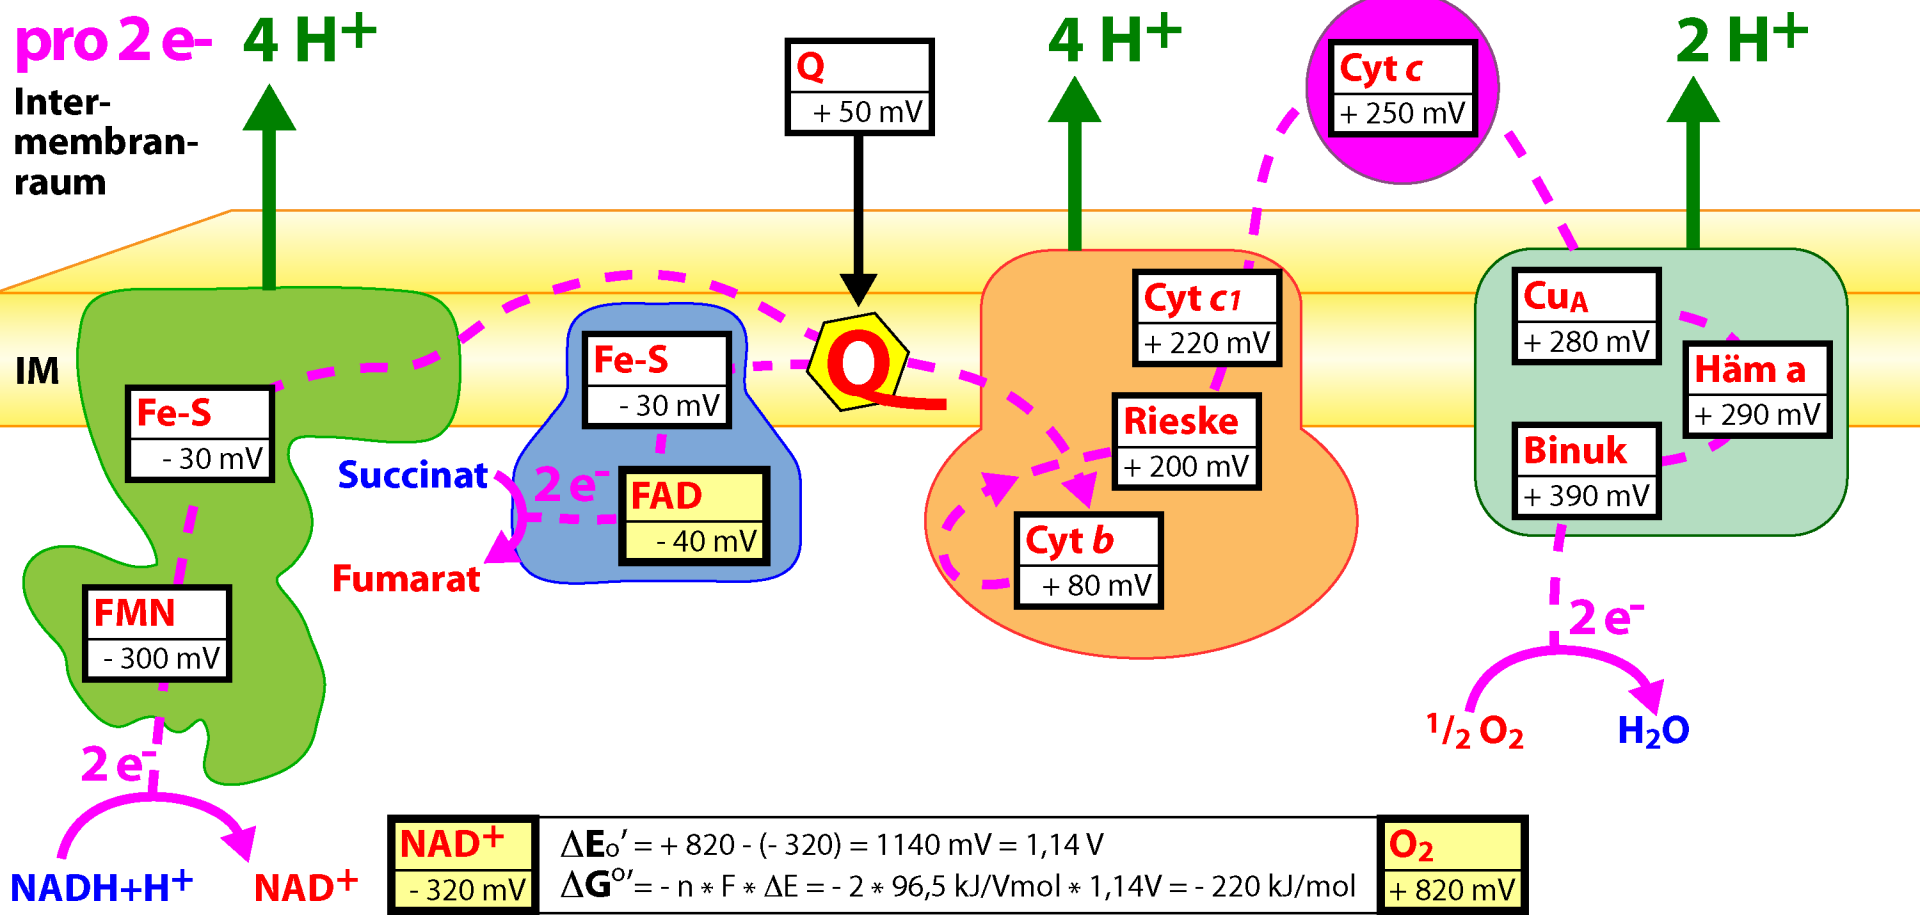 pro 2 e-
4 H+
4 H+
2 H+
Inter-
membran-
raum
Q
+ 50 mV
Cyt c
+ 250 mV
IM
Q
Fe-S
- 30 mV
FMN
- 300 mV
2 e-
NADH+H+
NAD+
Succinat
Fumarat
2 e-
Fe-S
- 30 mV
FAD
- 40 mV
Cyt c1
+ 220 mV
Rieske
+ 200 mV
Cyt b
+ 80 mV
CuA
+ 280 mV
Häm a
+ 290 mV
Binuk
+ 390 mV
2 e-
1/2 O2
H2O
NAD+
- 320 mV
ΔEo' = + 820 - (- 320) = 1140 mV = 1,14 V
ΔGo' = - n * F * ΔE = - 2 * 96,5 kJ/Vmol * 1,14V = - 220 kJ/mol
O2
+ 820 mV